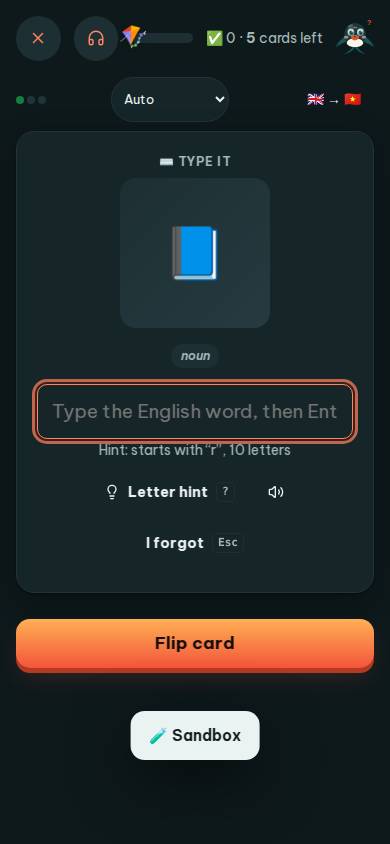 ✅ 0 · 5 cards left
Auto
🇬🇧 → 🇻🇳
⌨️ TYPE IT
noun
Type the English word, then Ent
Hint: starts with “r”, 10 letters
Letter hint ?
I forgot Esc
Flip card
🧪 Sandbox